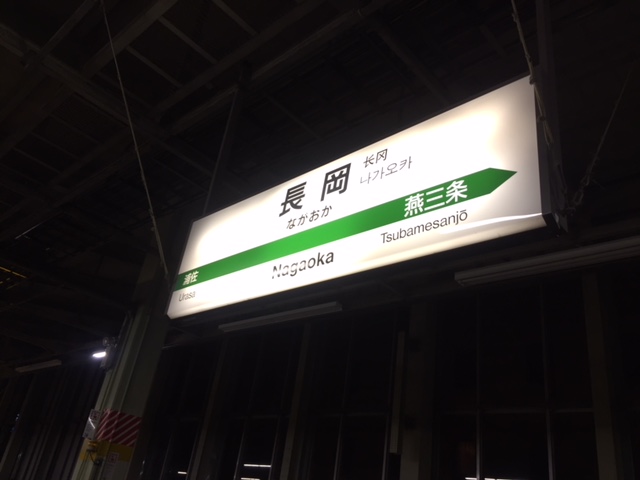 長岡
长冈
나가오카
ながおか
浦佐
燕三条
Urasa
Nagaoka
Tsubamesanjō